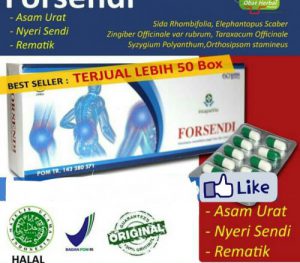 Forsendi
- Asam Urat
- Nyeri Sendi
- Rematik
Obat Herbal
Sida Rhombifolia, Elephantopus Scaber
Zingiber Officinale var rubrum, Taraxacum Officinale
Syzygium Polyanthum,Orthosipsom stamineus
BEST SELLER : TERJUAL LEBIH 50 Box
FORSENDI
POM TR. 143 380 371
Like
- Asam Urat
- Nyeri Sendi
- Rematik
HALAL
BADAN POM RI
GUARANTEED
ORIGINAL